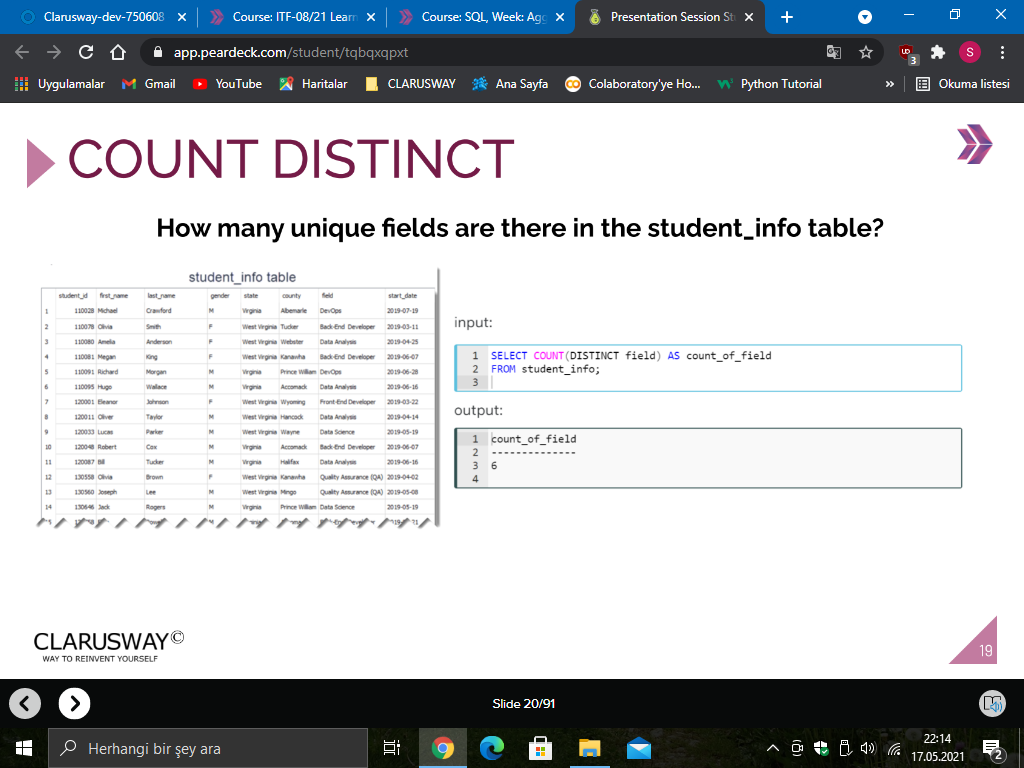 Clarusway-dev-750608
Course: ITF-08/21 Learn
Course: SQL, Week: Agg
Presentation Session St
app.peardeck.com/student/tqbqxqpxt
3
S
Uygulamalar
Gmail
YouTube
Haritalar
CLARUSWAY
Ana Sayfa
Colaboratory'ye Ho...
Python Tutorial
»
Okuma listesi
COUNT DISTINCT
How many unique fields are there in the student_info table?
student_info table
student_id first_name last_name gender state county field start_date
1 110028 Michael Crawford M Virginia Albemarle DevOps 2019-07-19
2 110078 Olivia Smith F West Virginia Tucker Back-End Developer 2019-03-11
3 110080 Amelia Anderson F West Virginia Webster Data Analysis 2019-04-25
4 110081 Megan King F West Virginia Kanawha Back-End Developer 2019-06-07
5 110091 Richard Morgan M Virginia Prince William DevOps 2019-06-28
6 110095 Hugo Wallace M Virginia Accomack Data Analysis 2019-06-16
7 120001 Eleanor Johnson F West Virginia Wyoming Front-End Developer 2019-03-22
8 120011 Oliver Taylor M West Virginia Hancock Data Analysis 2019-04-14
9 120033 Lucas Parker M West Virginia Wayne Data Science 2019-05-19
10 120048 Robert Cox M Virginia Accomack Back-End Developer 2019-06-07
11 120087 Bill Tucker M Virginia Halifax Data Analysis 2019-06-16
12 130558 Olivia Brown F West Virginia Kanawha Quality Assurance (QA) 2019-04-02
13 130560 Joseph Lee M West Virginia Mingo Quality Assurance (QA) 2019-05-08
14 130646 Jack Rogers M Virginia Prince William Data Science 2019-05-19
input:
1 SELECT COUNT(DISTINCT field) AS count_of_field
2 FROM student_info;
3
output:
1 count_of_field
2 --------------
3 6
4
CLARUSWAY©
WAY TO REINVENT YOURSELF
19
Slide 20/91
Herhangi bir şey ara
22:14
17.05.2021
2